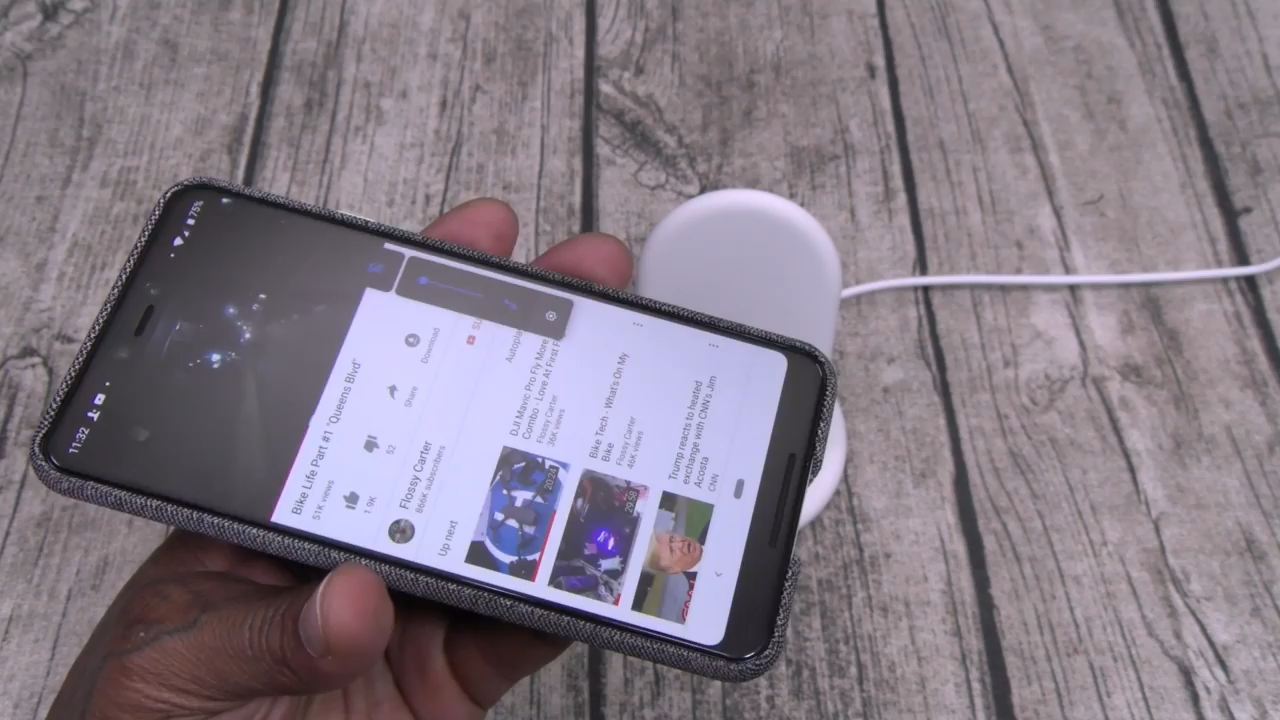 11:32
75%
Bike Life Part #1 "Queens Blvd"
51K views
1.9K
52
Share
Download
Flossy Carter
866K subscribers
Up next
Autopla
DJI Mavic Pro Fly More
Combo - Love At First F
Flossy Carter
36K views
20:24
Bike Tech - What's On My
Bike
Flossy Carter
46K views
29:58
Trump reacts to heated
exchange with CNN's Jim
Acosta
CNN